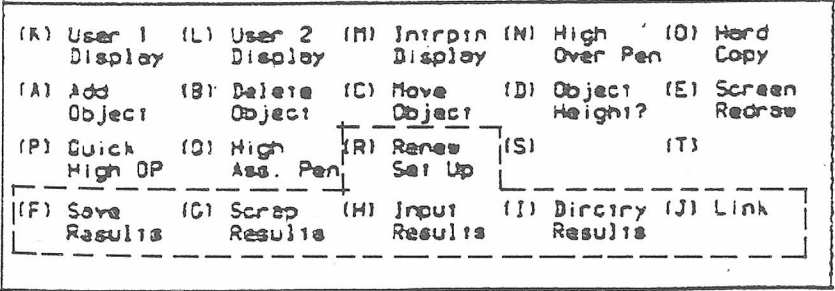 (K) User 1 (L) User 2 (M) Intrptn (N) High (O) Hard
Display Display Display Over Pen Copy
(A) Add (B) Delete (C) Move (D) Object (E) Screen
Object Object Object Height? Redraw
(P) Quick (Q) High (R) Renew (S) (T)
High OP Ass. Pen Set Up
(F) Save (G) Scrap (H) Input (I) Dirctry (J) Link
Results Results Results Results